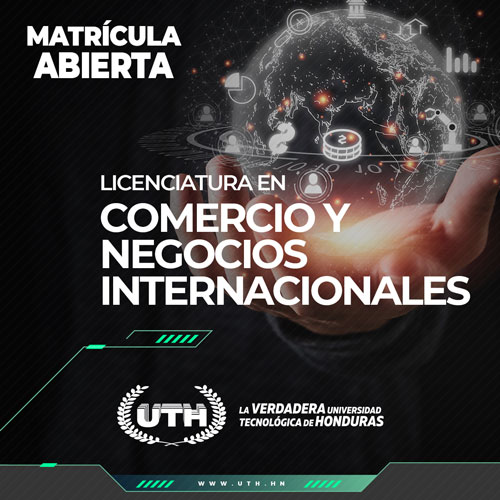 MATRÍCULA
ABIERTA
LICENCIATURA EN
COMERCIO Y
NEGOCIOS
INTERNACIONALES
UTH
LA VERDADERA UNIVERSIDAD
TECNOLÓGICA DE HONDURAS
WWW.UTH.HN